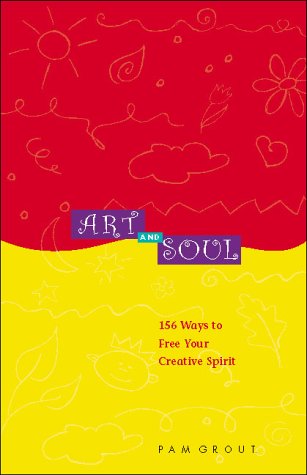 ART
AND
SOUL
156 Ways to
Free Your
Creative Spirit
PAM GROUT